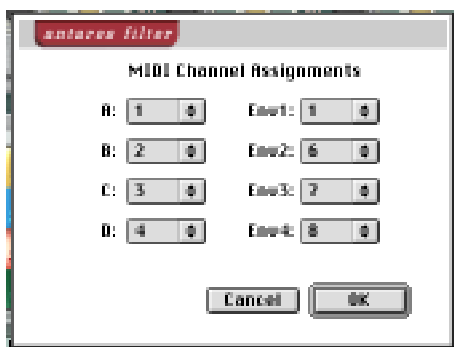 antares filter
MIDI Channel Assignments
A: 1 Env1: 1
B: 2 Env2: 6
C: 3 Env3: 7
D: 4 Env4: 8
Cancel OK